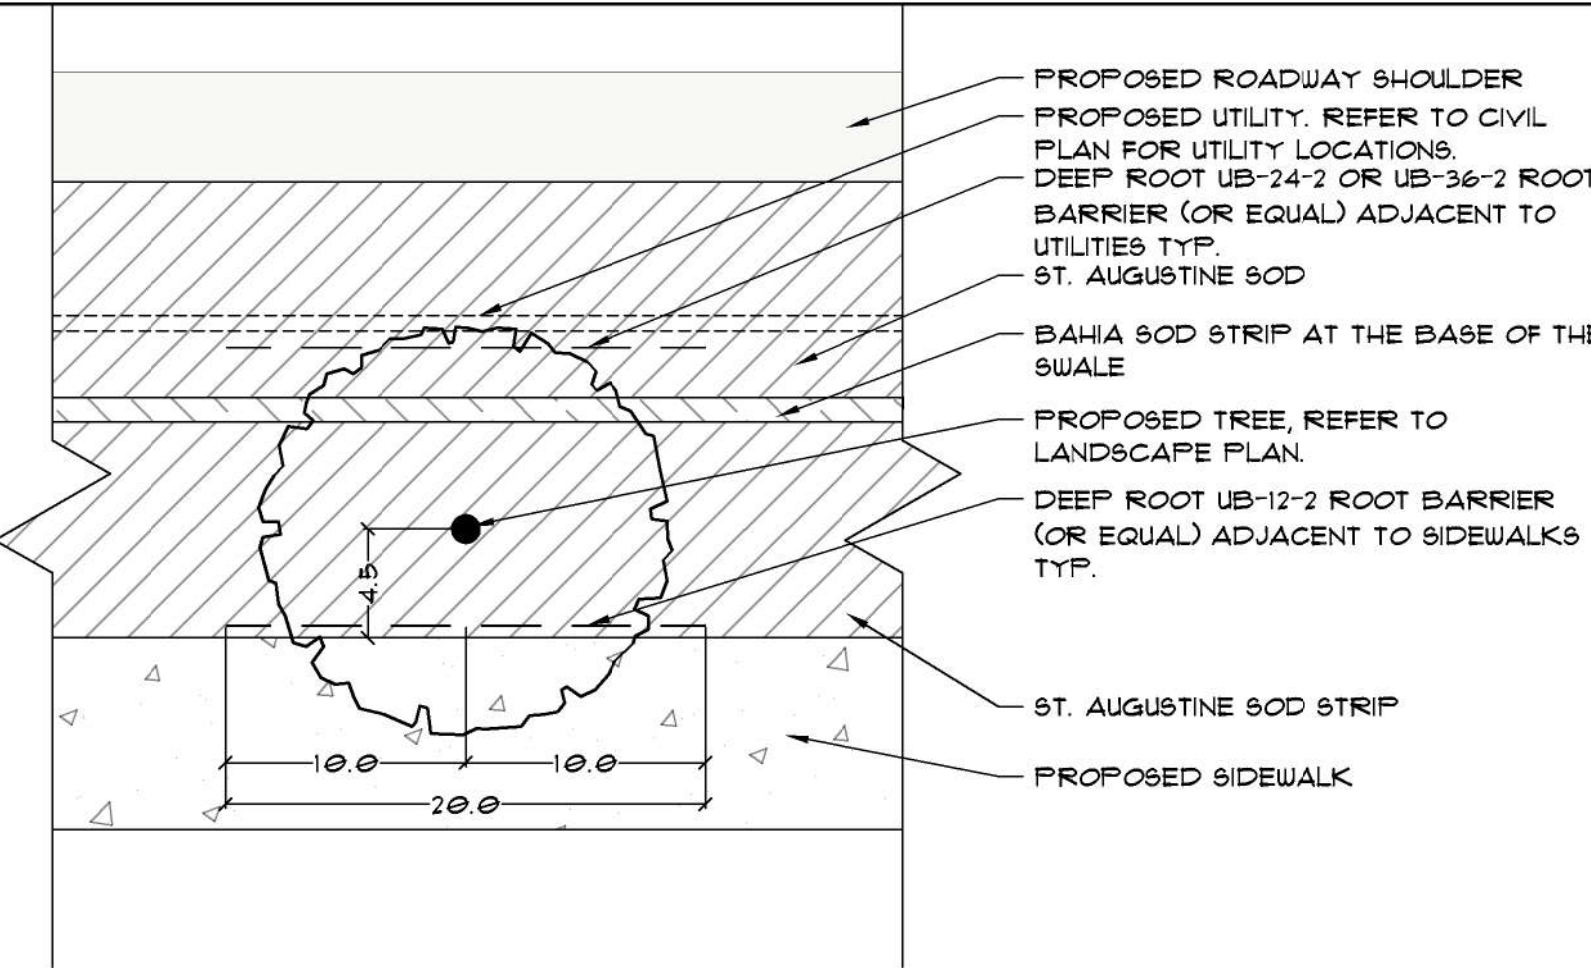 PROPOSED ROADWAY SHOULDER
PROPOSED UTILITY. REFER TO CIVIL
PLAN FOR UTILITY LOCATIONS.
DEEP ROOT UB-24-2 OR UB-36-2 ROOT
BARRIER (OR EQUAL) ADJACENT TO
UTILITIES TYP.
ST. AUGUSTINE SOD
BAHIA SOD STRIP AT THE BASE OF THE
SWALE
PROPOSED TREE, REFER TO
LANDSCAPE PLAN.
DEEP ROOT UB-12-2 ROOT BARRIER
(OR EQUAL) ADJACENT TO SIDEWALKS
TYP.
ST. AUGUSTINE SOD STRIP
PROPOSED SIDEWALK
4.5
10.0
10.0
20.0